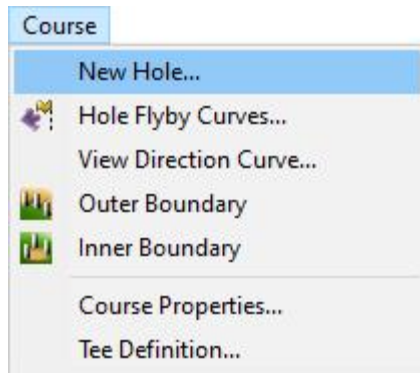 Course
New Hole...
Hole Flyby Curves...
View Direction Curve...
Outer Boundary
Inner Boundary
Course Properties...
Tee Definition...